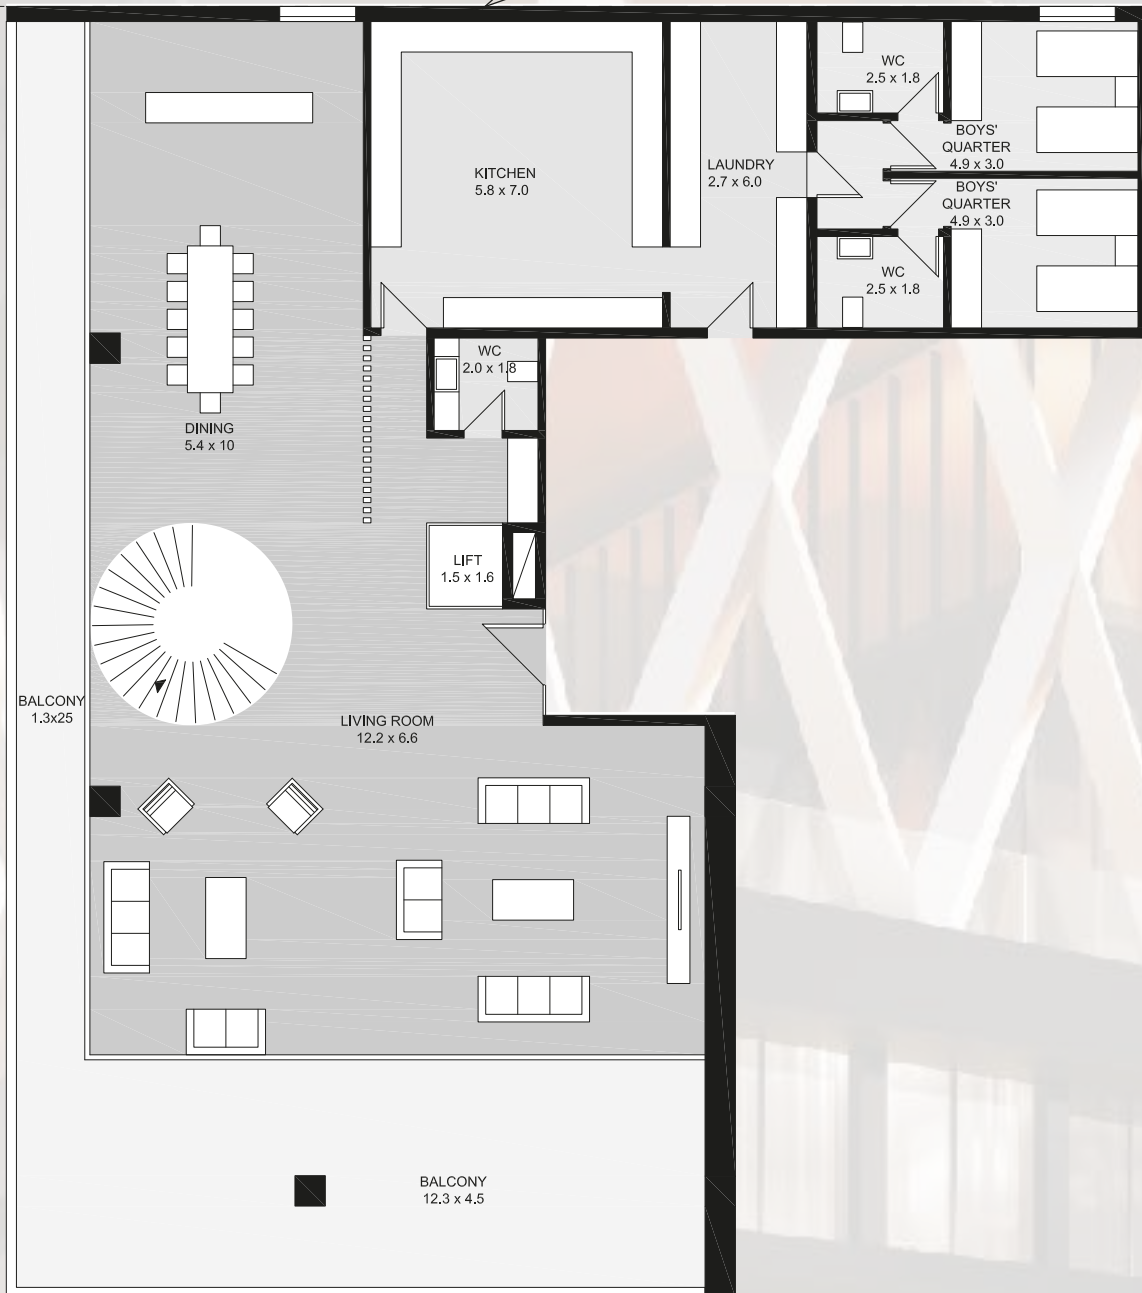 WC
2.5 x 1.8
BOYS'
QUARTER
4.9 x 3.0
KITCHEN
5.8 x 7.0
LAUNDRY
2.7 x 6.0
BOYS'
QUARTER
4.9 x 3.0
WC
2.5 x 1.8
WC
2.0 x 1.8
DINING
5.4 x 10
LIFT
1.5 x 1.6
BALCONY
1.3x25
LIVING ROOM
12.2 x 6.6
BALCONY
12.3 x 4.5